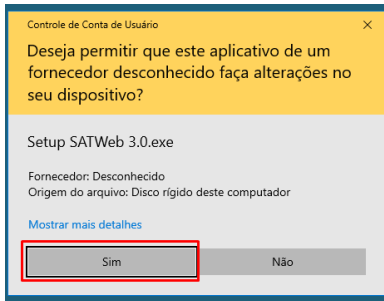 Controle de Conta de Usuário
Deseja permitir que este aplicativo de um
fornecedor desconhecido faça alterações no
seu dispositivo?
Setup SATWeb 3.0.exe
Fornecedor: Desconhecido
Origem do arquivo: Disco rígido deste computador
Mostrar mais detalhes
Sim
Não